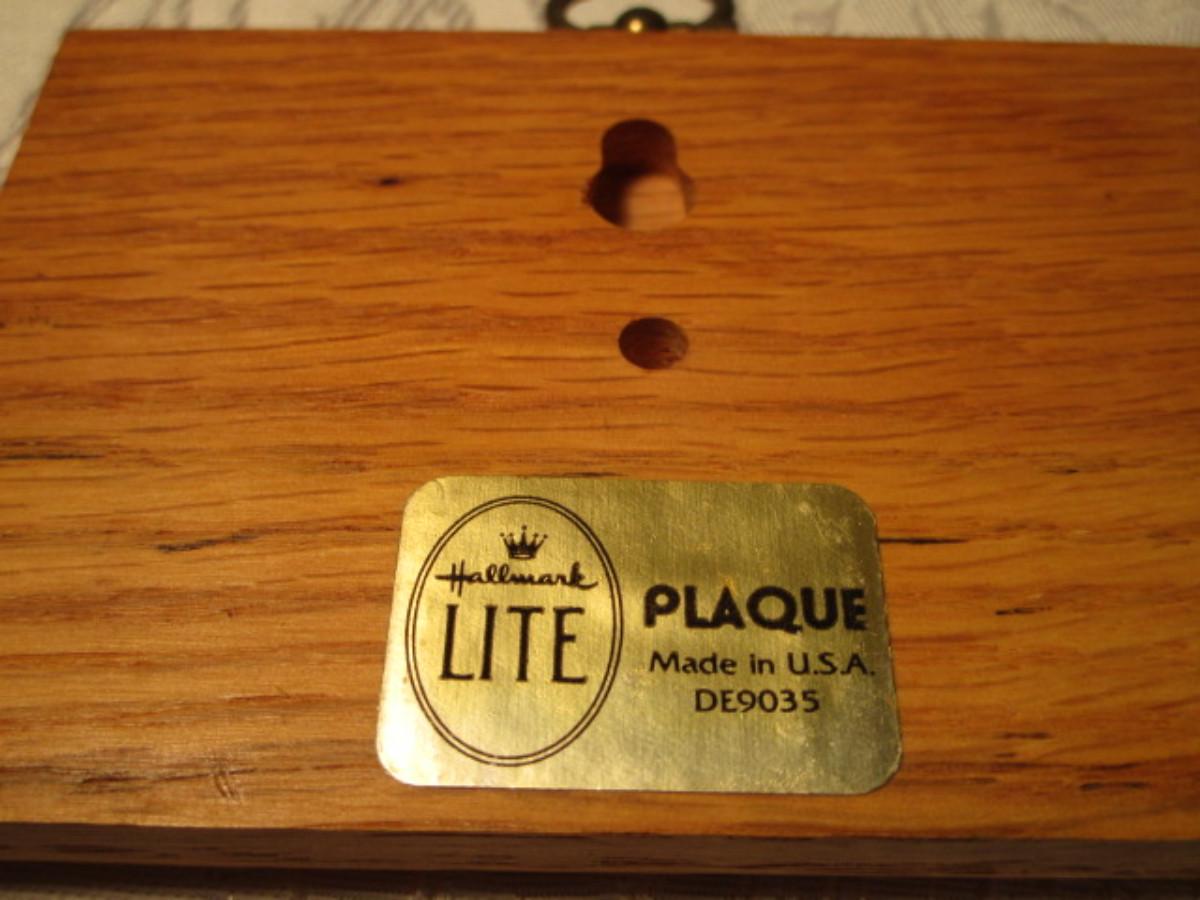 Hallmark
LITE
PLAQUE
Made in U.S.A.
DE9035